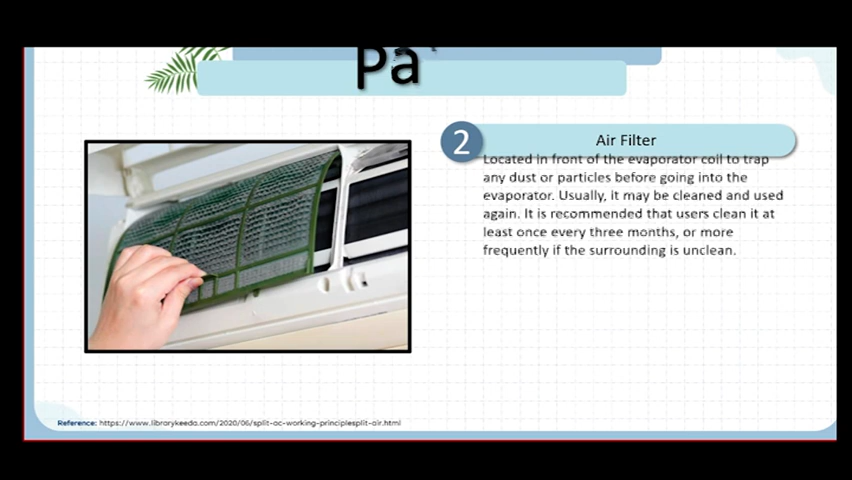 Pa
2
Air Filter
Located in front of the evaporator coil to trap
any dust or particles before going into the
evaporator. Usually, it may be cleaned and used
again. It is recommended that users clean it at
least once every three months, or more
frequently if the surrounding is unclean.
Reference: https://www.librarykeeda.com/2020/06/split-ac-working-principlesplit-air.html